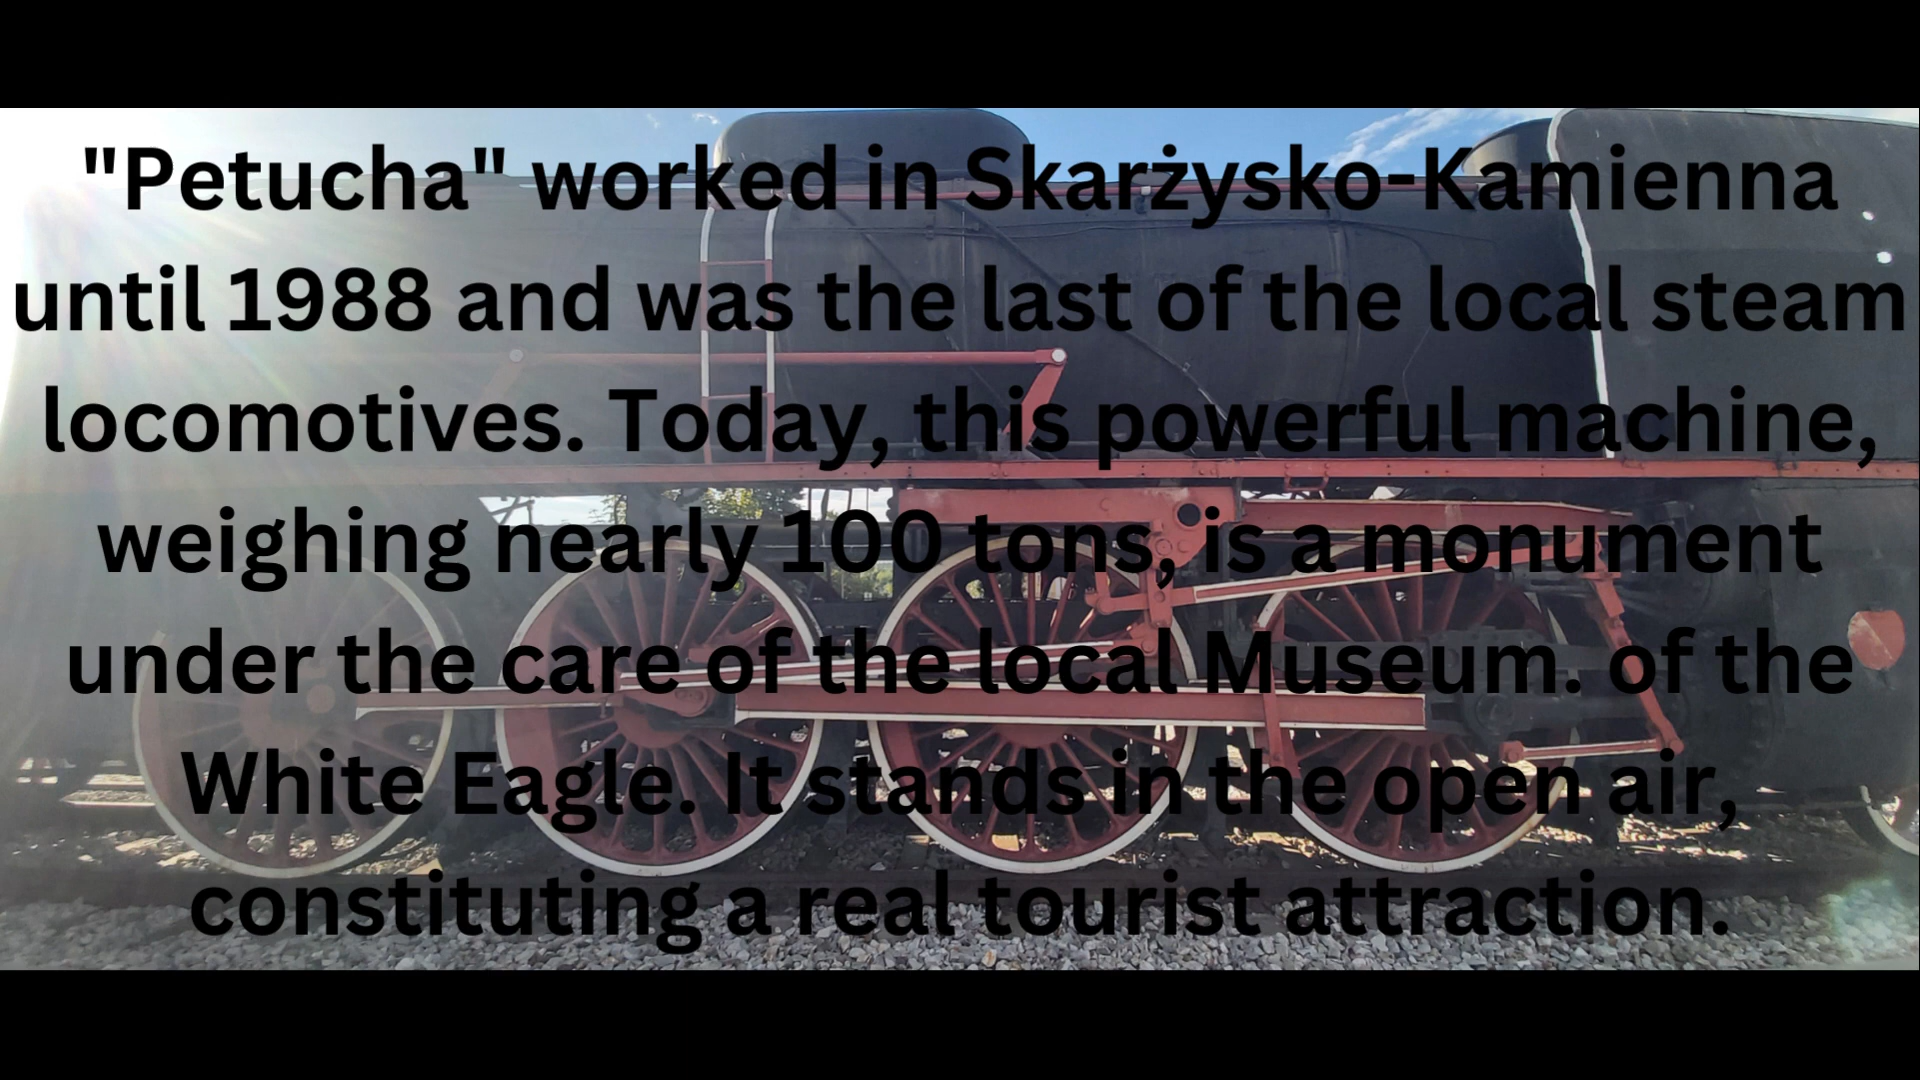 "Petucha" worked in Skarżysko-Kamienna
until 1988 and was the last of the local steam
locomotives. Today, this powerful machine,
weighing nearly 100 tons, is a monument
under the care of the local Museum. of the
White Eagle. It stands in the open air,
constituting a real tourist attraction.